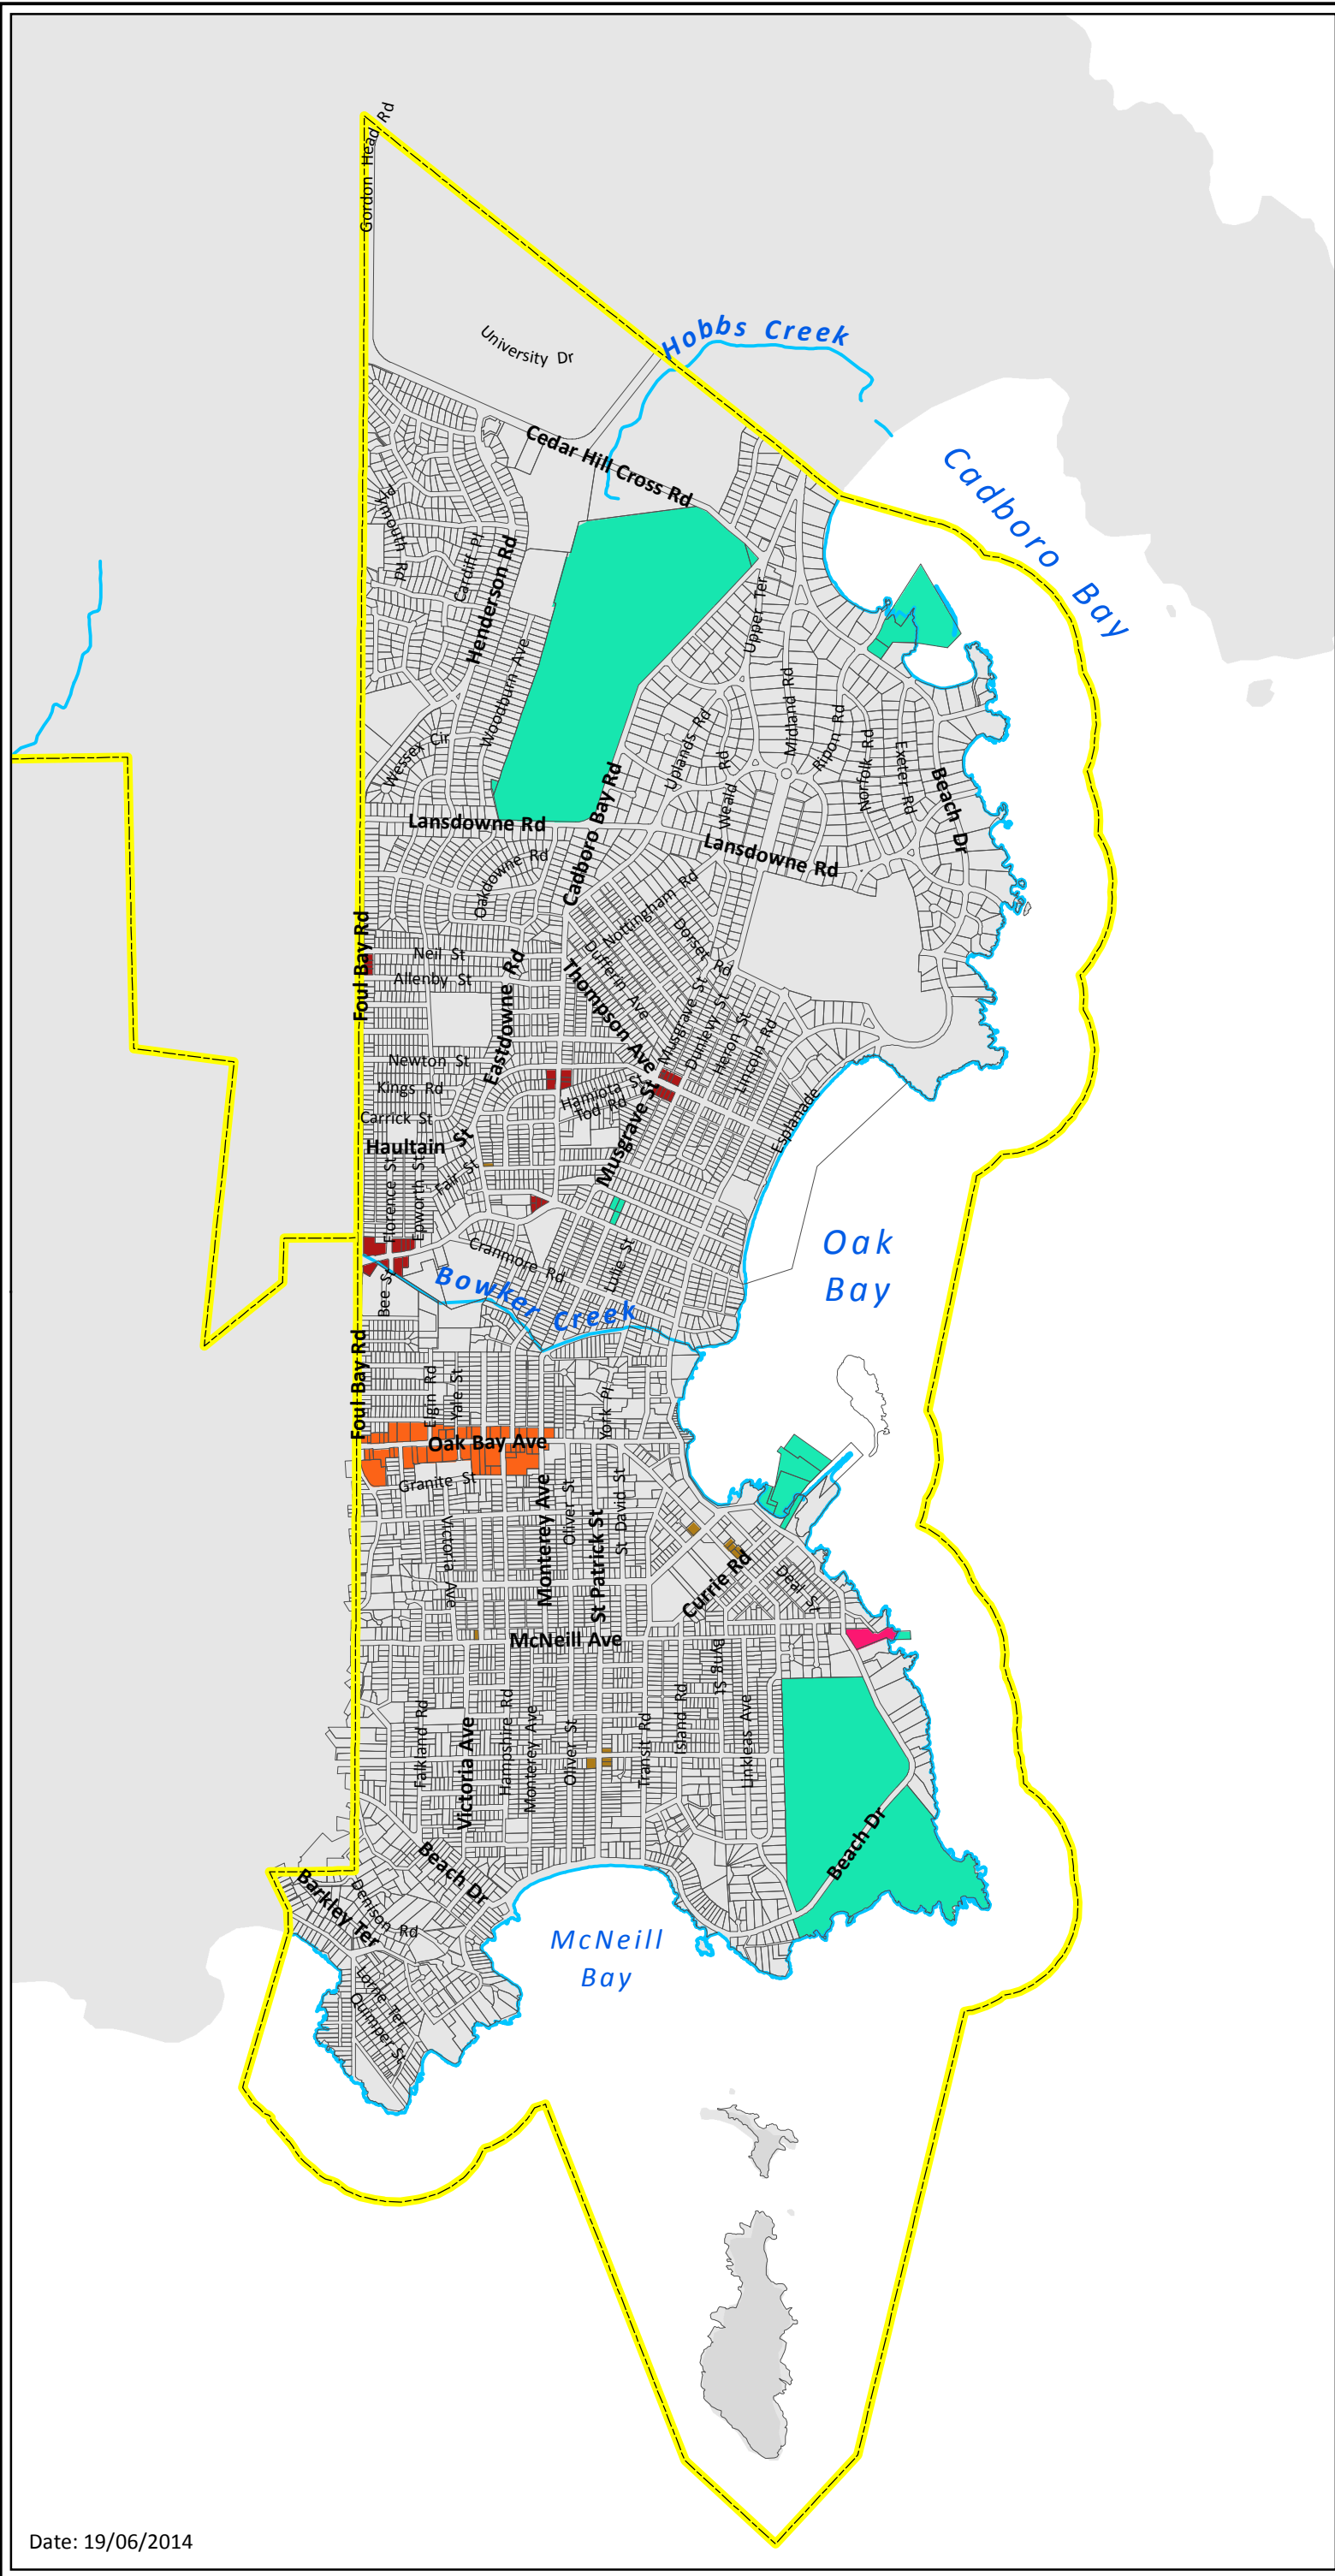 Gordon Head Rd
University Dr
Hobbs Creek
Cedar Hill Cross Rd
Cadboro Bay
Plymouth Rd
Cardiff Pl
Henderson Rd
Woodburn Ave
Upper Ter
Midland Rd
Uplands Rd
Weald Rd
Ripon Rd
Norfolk Rd
Exeter Rd
Beach Dr
Wessex Cir
Cadboro Bay Rd
Lansdowne Rd
Lansdowne Rd
Oakdowne Rd
Nottingham Rd
Dorset Rd
Dufferin Ave
Foul Bay Rd
Neil St
Allenby St
Eastdowne Rd
Thompson Ave
Musgrave St
Dunlevy St
Heron St
Lincoln Rd
Newton St
Kings Rd
Hamiota St
Tod Rd
Carrick St
Esplanade
Haultain St
Musgrave St
Florence St
Epworth St
Fair St
Cranmore Rd
Lulie St
Oak
Bay
Bee St
Bowker Creek
Foul Bay Rd
Elgin Rd
Yale St
York Pl
Oak Bay Ave
Granite St
Victoria Ave
Monterey Ave
Oliver St
St Patrick St
St David St
Currie Rd
Deal St
McNeill Ave
Byng St
Falkland Rd
Victoria Ave
Hampshire Rd
Monterey Ave
Oliver St
Transit Rd
Island Rd
Linkleas Ave
Beach Dr
Beach Dr
Barkley Ter
Denison Rd
McNeill
Bay
Lorne Ter
Quimper St
Date: 19/06/2014